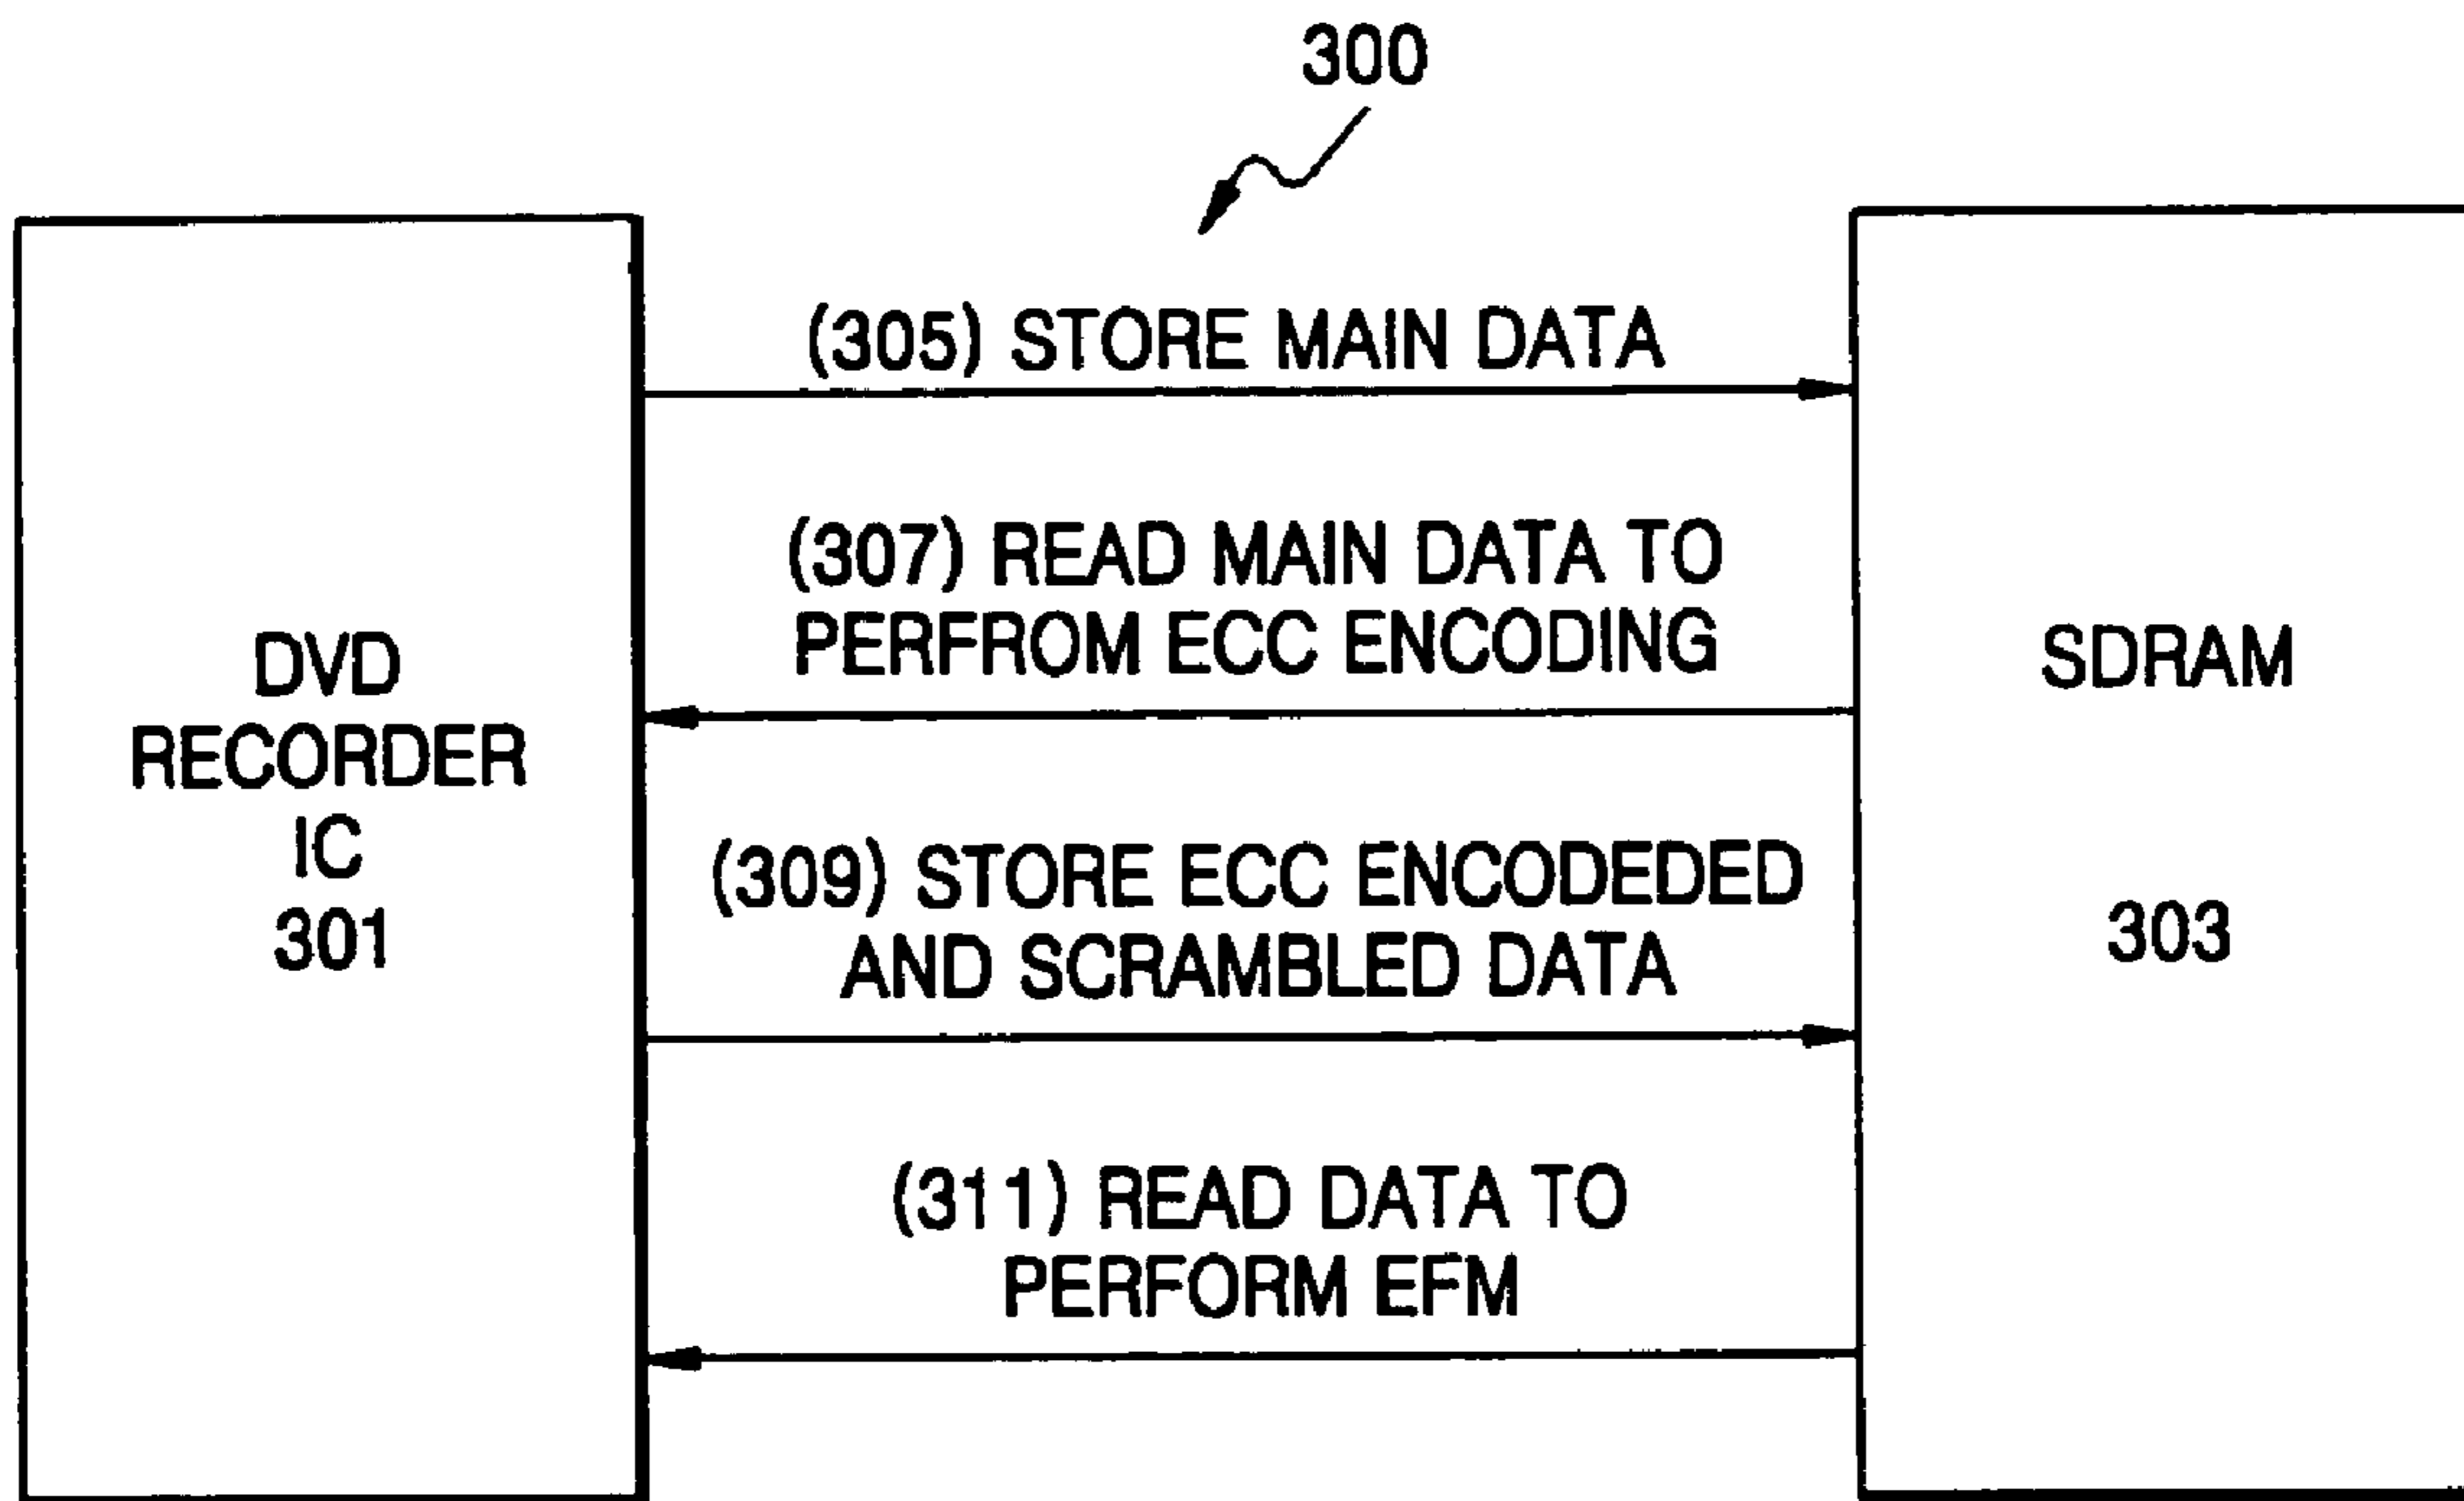 300
(305) STORE MAIN DATA
(307) READ MAIN DATA TO
PERFROM ECC ENCODING
DVD
RECORDER
IC
301
SDRAM
303
(309) STORE ECC ENCODEDED
AND SCRAMBLED DATA
(311) READ DATA TO
PERFORM EFM